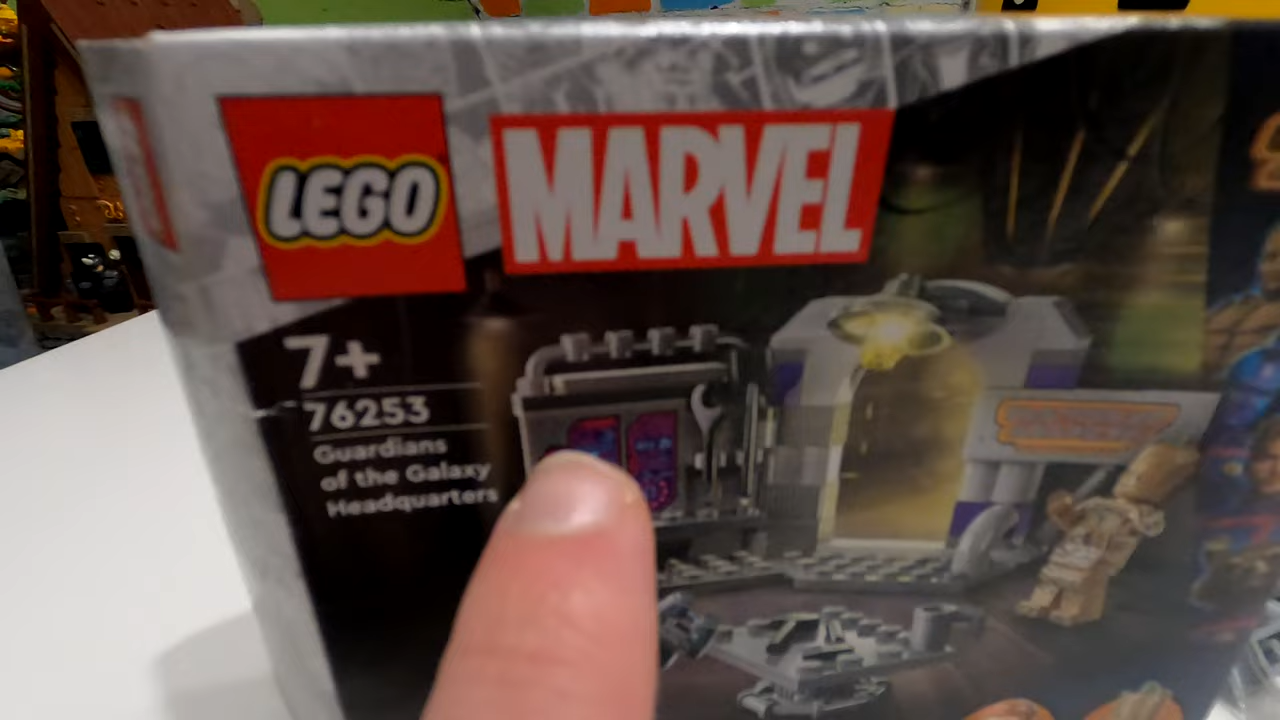 LEGO
MARVEL
7+
76253
Guardians
of the Galaxy
Headquarters